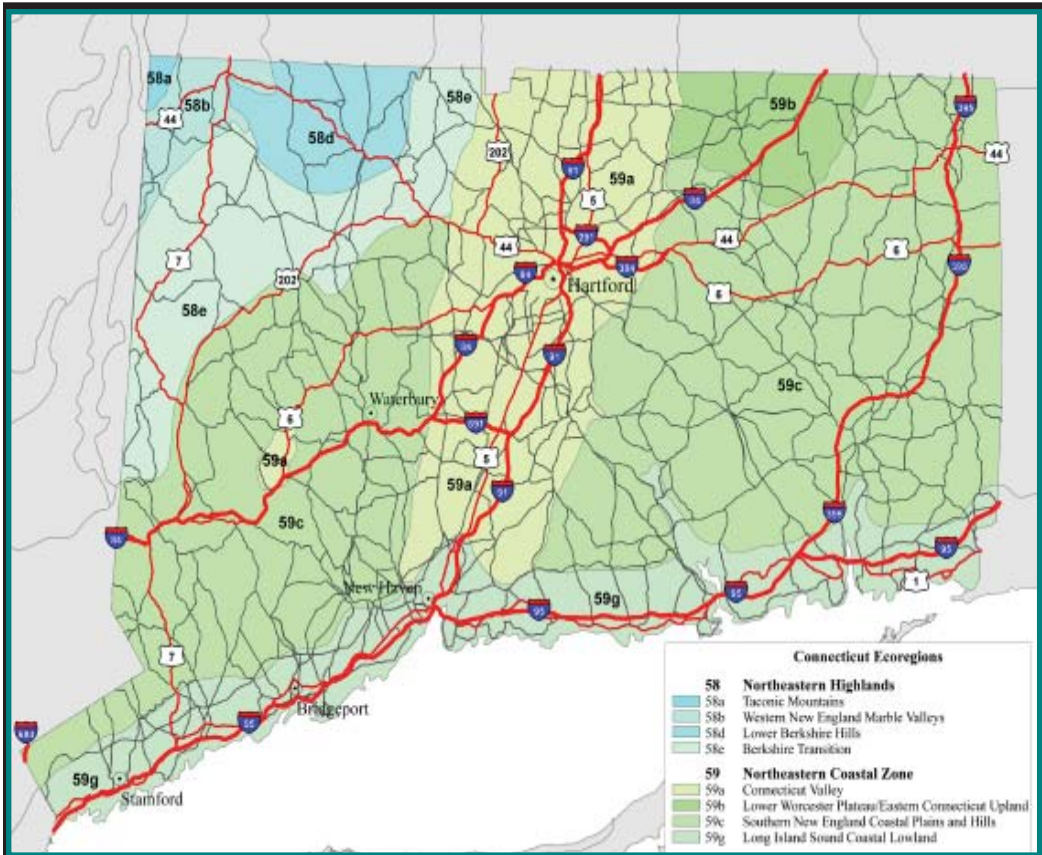 58a
58b
44
58d
58e
202
59b
395
44
91
59a
5
86
291
44
44
6
7
202
84
384
395
Hartford
6
58e
84
91
59c
Waterbury
6
691
5
59a
59a
91
59c
84
395
95
New Haven
1
59g
95
95
7
Bridgeport
95
684
59g
Stamford
Connecticut Ecoregions
58 Northeastern Highlands
58a Taconic Mountains
58b Western New England Marble Valleys
58d Lower Berkshire Hills
58e Berkshire Transition
59 Northeastern Coastal Zone
59a Connecticut Valley
59b Lower Worcester Plateau/Eastern Connecticut Upland
59c Southern New England Coastal Plains and Hills
59g Long Island Sound Coastal Lowland